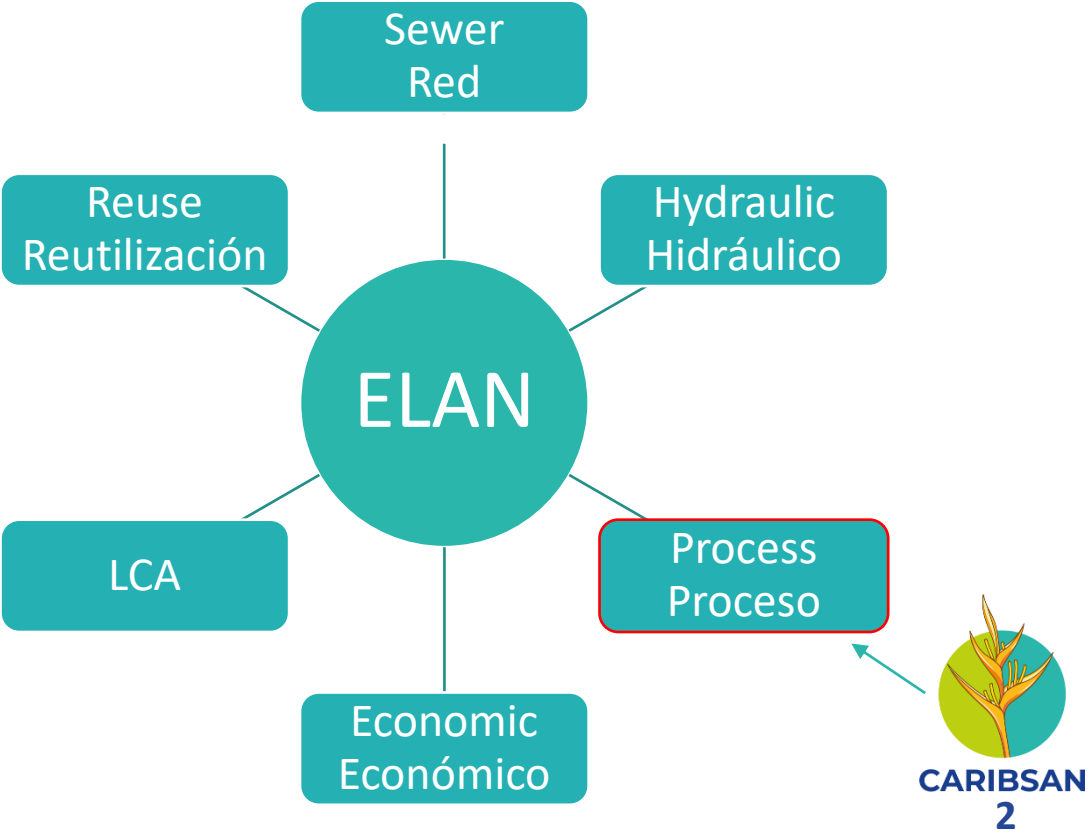 Sewer
Red
Reuse
Reutilización
Hydraulic
Hidráulico
ELAN
LCA
Process
Proceso
Economic
Económico
CARIBSAN
2